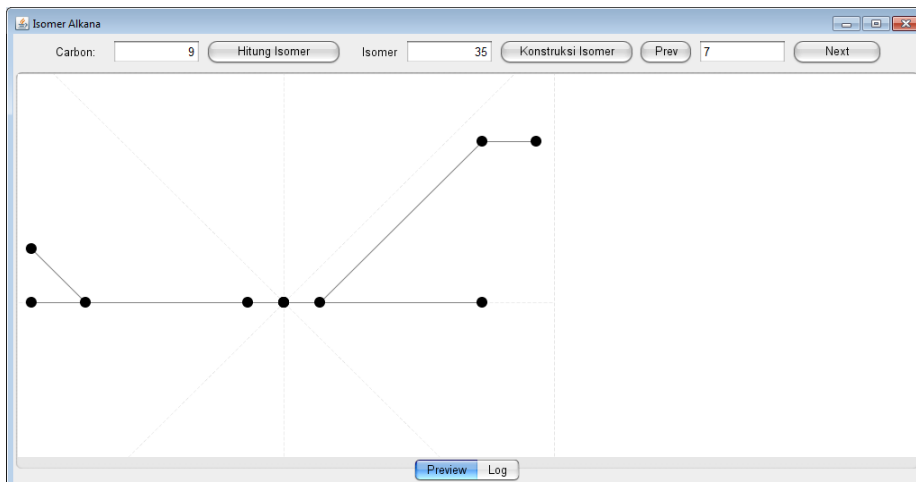 Isomer Alkana
Carbon: 9 Hitung Isomer Isomer 35 Konstruksi Isomer Prev 7 Next
Preview Log